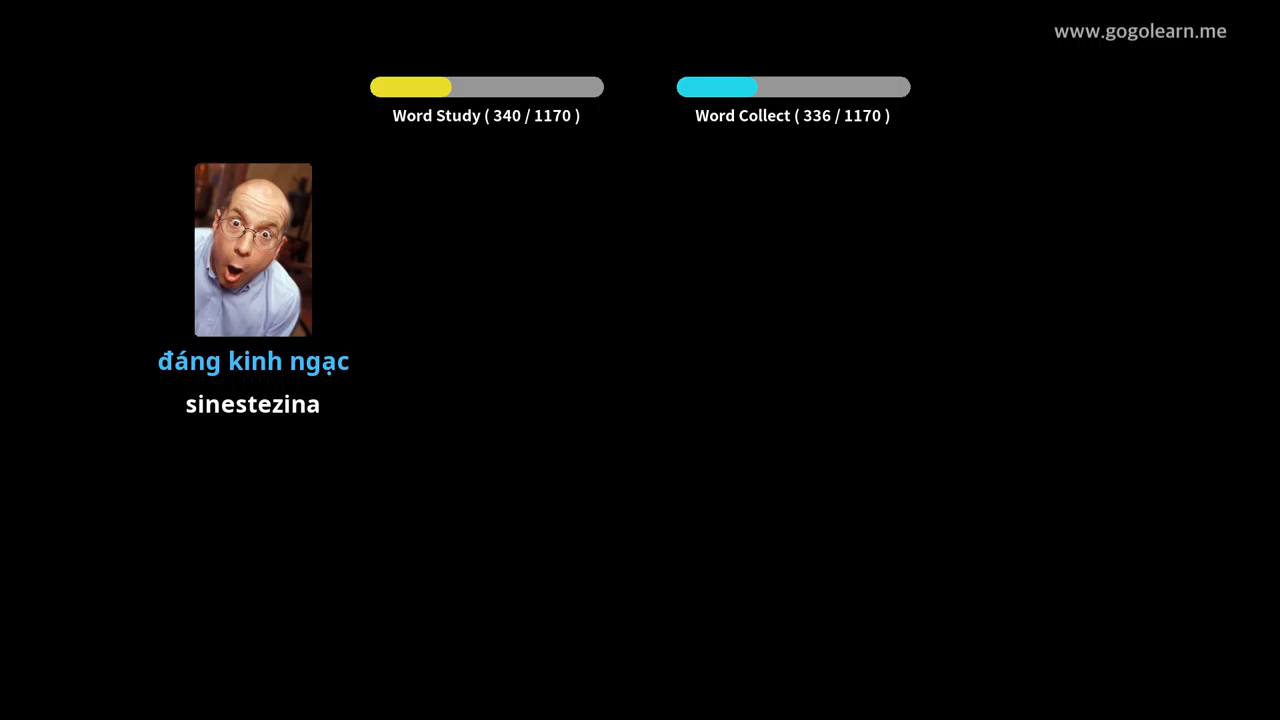 www.gogolearn.me
Word Study ( 340 / 1170 )
Word Collect ( 336 / 1170 )
đáng kinh ngạc
sinestezina